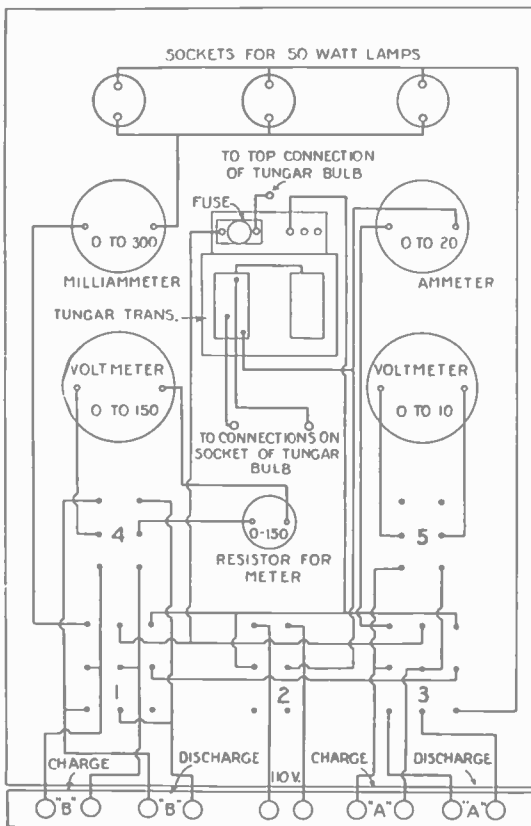 SOCKETS FOR 50 WATT LAMPS
TO TOP CONNECTION
OF TUNGAR BULB
FUSE
0 TO 300
MILLIAMMETER
0 TO 20
AMMETER
TUNGAR TRANS.
VOLTMETER
0 TO 150
VOLTMETER
0 TO 10
TO CONNECTIONS ON
SOCKET OF TUNGAR
BULB
4
0-150
5
RESISTOR FOR
METER
1
2
3
CHARGE
DISCHARGE
110 V.
CHARGE
DISCHARGE
"B"
"B"
"A"
"A"